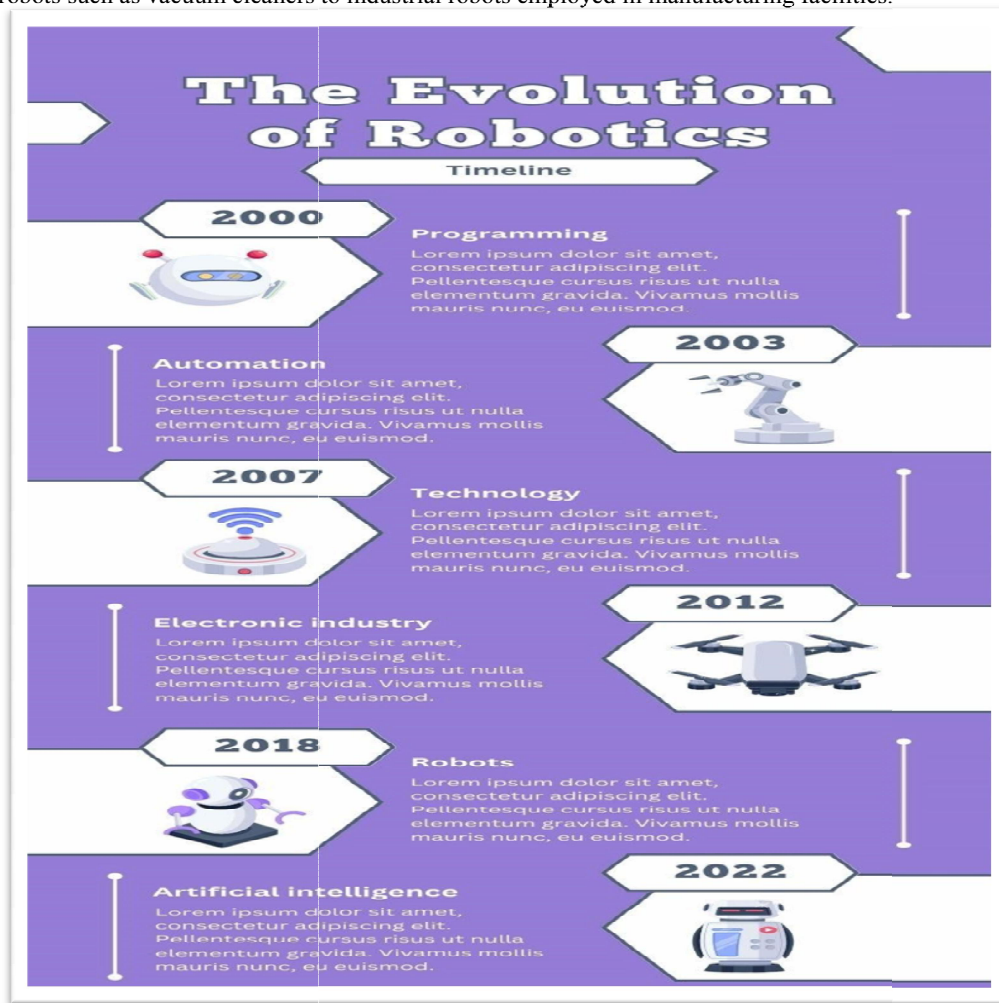 robots such as vacuum cleaners to industrial robots employed in manufacturing facilities.
The Evolution
of Robotics
Timeline
2000
Programming
Lorem ipsum dolor sit amet,
consectetur adipiscing elit.
Pellentesque cursus risus ut nulla
elementum gravida. Vivamus mollis
mauris nunc, eu euismod.
2003
Automation
Lorem ipsum dolor sit amet,
consectetur adipiscing elit.
Pellentesque cursus risus ut nulla
elementum gravida. Vivamus mollis
mauris nunc, eu euismod.
2007
Technology
Lorem ipsum dolor sit amet,
consectetur adipiscing elit.
Pellentesque cursus risus ut nulla
elementum gravida. Vivamus mollis
mauris nunc, eu euismod.
2012
Electronic industry
Lorem ipsum dolor sit amet,
consectetur adipiscing elit.
Pellentesque cursus risus ut nulla
elementum gravida. Vivamus mollis
mauris nunc, eu euismod.
2018
Robots
Lorem ipsum dolor sit amet,
consectetur adipiscing elit.
Pellentesque cursus risus ut nulla
elementum gravida. Vivamus mollis
mauris nunc, eu euismod.
2022
Artificial intelligence
Lorem ipsum dolor sit amet,
consectetur adipiscing elit.
Pellentesque cursus risus ut nulla
elementum gravida. Vivamus mollis
mauris nunc, eu euismod.